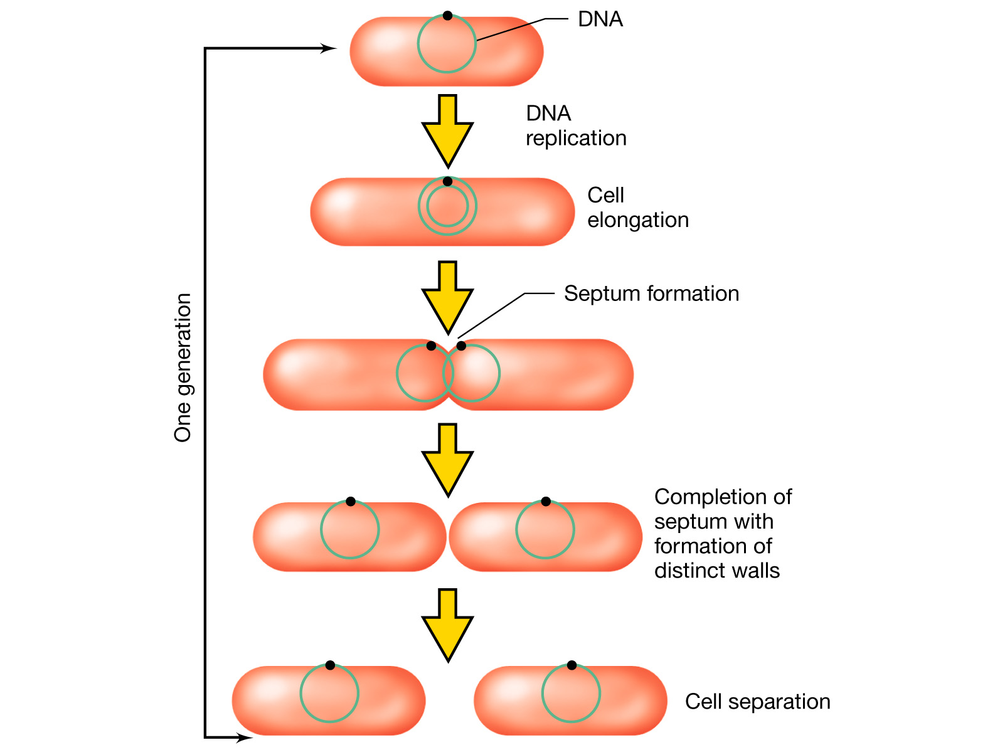 DNA
DNA
replication
Cell
elongation
Septum formation
One generation
Completion of
septum with
formation of
distinct walls
Cell separation